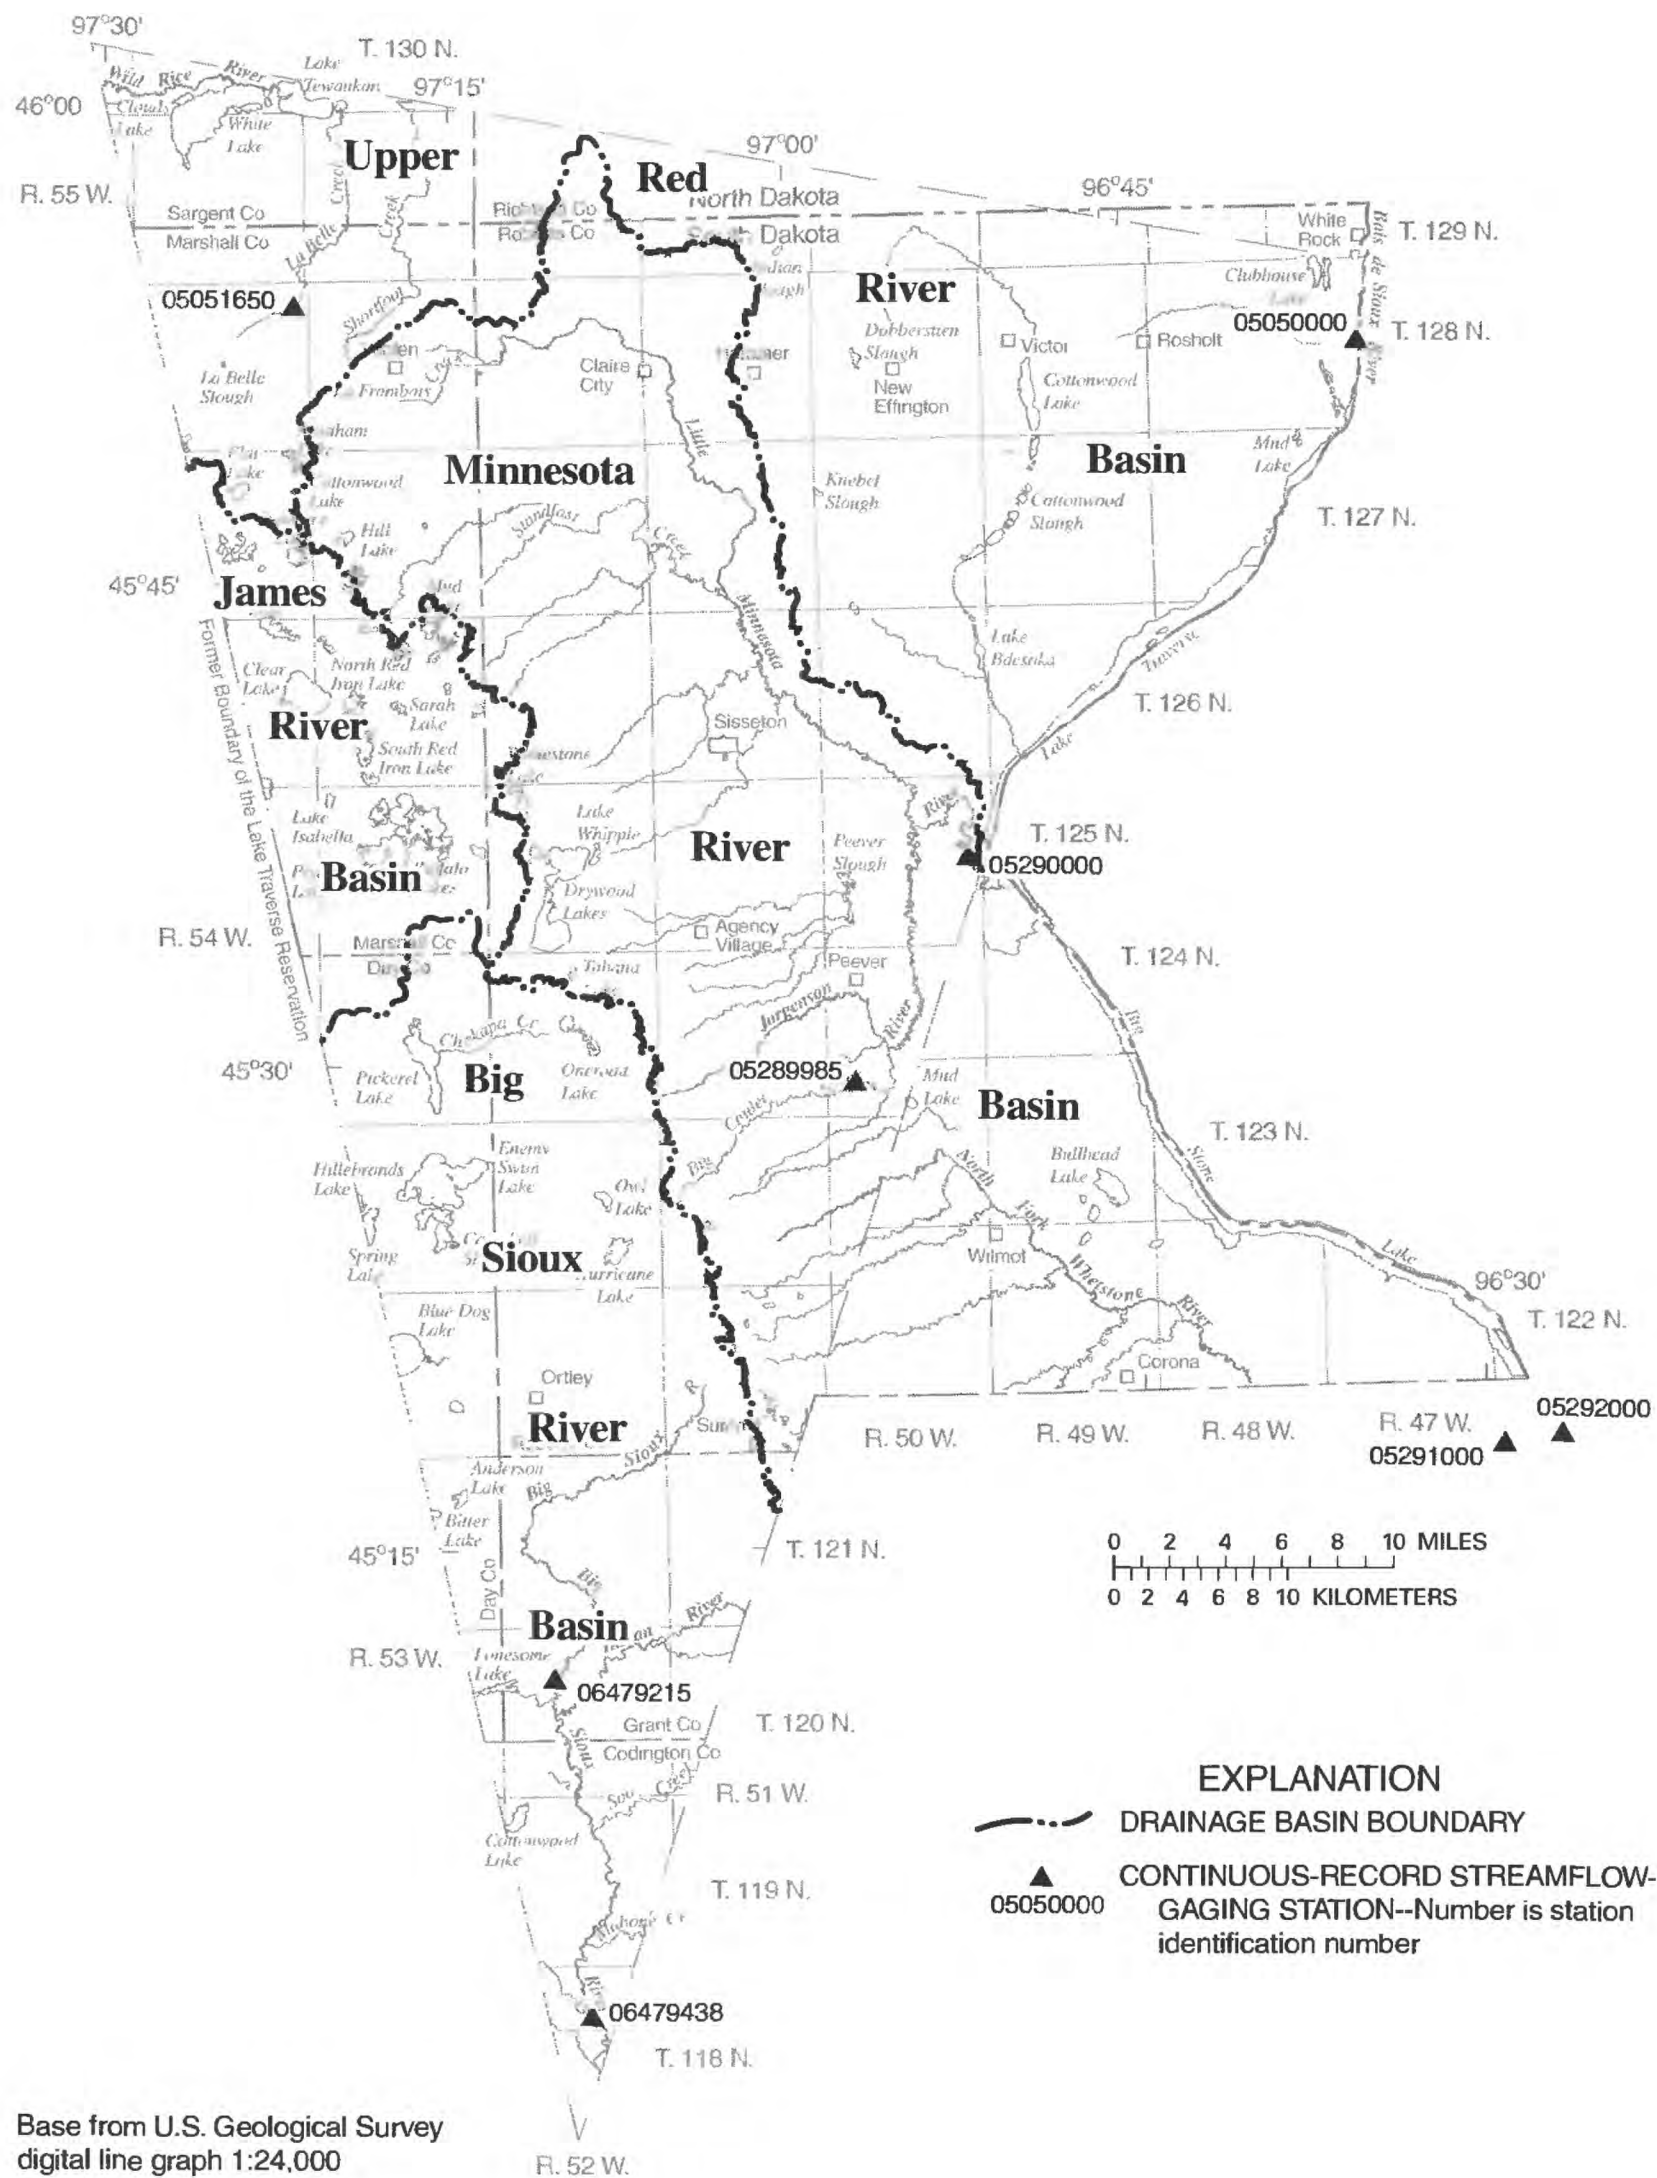 97°30'
T. 130 N.
Wild Rice River
Lake
Tewaukon
97°15'
46°00
Clouds
Lake
White
Lake
Upper
97°00'
Red
96°45'
R. 55 W.
Creek
Creek
North Dakota
South Dakota
Sargent Co
Marshall Co
La Belle
White
Rock
Bois de Sioux River
T. 129 N.
Clubhouse
Lake
05051650
Shortfoot
River
05050000
T. 128 N.
Dobberstien
Slough
Victor
Rosholt
La Belle
Slough
Frombois Creek
Claire
City
New
Effington
Cottonwood
Lake
Little
Minnesota
Basin
Mud
Lake
Lake
Knebel
Slough
Cottonwood
Slough
Standfast
Creek
T. 127 N.
Hill
Lake
45°45'
James
Minnesota
Lake
Bdesska
Traverse
Lake
Clear
Lake
North Red
Iron Lake
T. 126 N.
Former Boundary of the Lake Traverse Reservation
River
Sarah
Lake
Sisseton
South Red
Iron Lake
Lake
Isabella
Lake
Whipple
River
River
Peever
Slough
T. 125 N.
05290000
Basin
Drywood
Lakes
R. 54 W.
Marshall Co
Day Co
Agency
Village
Peever
T. 124 N.
Big
Jorgenson
River
Chekapa Cr
45°30'
Pickerel
Lake
Big
Oneroad
Lake
05289985
Mud
Lake
Basin
Big Coulee
T. 123 N.
Stone
Enemy
Swim
Lake
Hillebrands
Lake
Owl
Lake
Bullhead
Lake
North Fork
Whetstone
River
Wilmot
Spring
Lake
Sioux
Hurricane
Lake
Lake
96°30'
Blue Dog
Lake
T. 122 N.
Ortley
Corona
River
R. 50 W.
R. 49 W.
R. 48 W.
R. 47 W.
05292000
05291000
Anderson
Lake
Big Sioux R
Bitter
Lake
45°15'
Day Co
T. 121 N.
0 2 4 6 8 10 MILES
0 2 4 6 8 10 KILOMETERS
Big
Basin
River
R. 53 W.
Lonesome
Lake
06479215
Sioux
Grant Co
Codington Co
T. 120 N.
R. 51 W.
Cottonwood
Lake
T. 119 N.
Mahoney Cr
06479438
T. 118 N.
R. 52 W.
EXPLANATION
DRAINAGE BASIN BOUNDARY
CONTINUOUS-RECORD STREAMFLOW-
05050000 GAGING STATION--Number is station
identification number
Base from U.S. Geological Survey
digital line graph 1:24,000